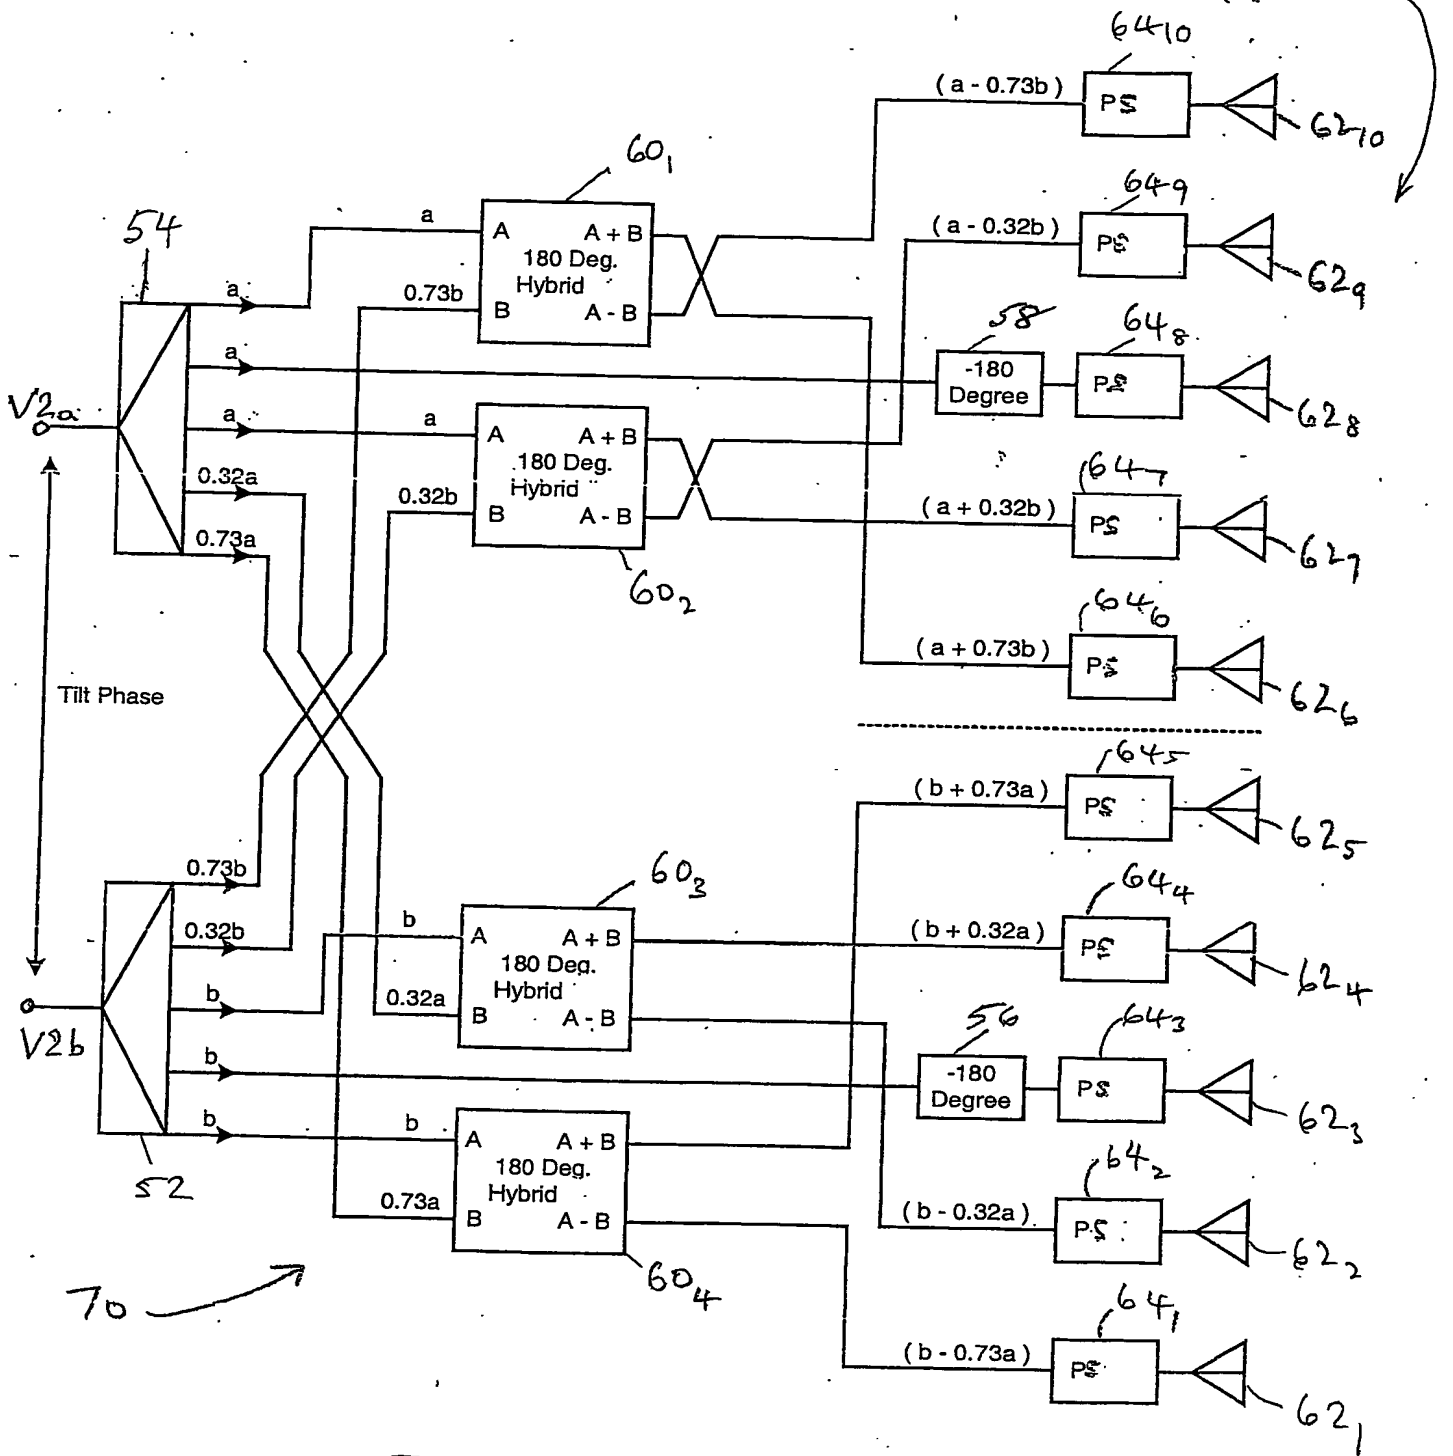 64₁₀
(a - 0.73b)
PS
62₁₀
60₁
64₉
(a - 0.32b)
PS
62₉
54
a
A
A + B
180 Deg.
Hybrid
0.73b
B
A - B
a
58
64₈
a
-180
Degree
PS
62₈
V2a
a
a
A
A + B
180 Deg.
Hybrid
0.32a
0.32b
B
A - B
64₇
(a + 0.32b)
PS
62₇
0.73a
60₂
64₆
(a + 0.73b)
PS
62₆
Tilt Phase
64₅
(b + 0.73a)
PS
62₅
0.73b
60₃
64₄
0.32b
b
A
A + B
180 Deg.
Hybrid
(b + 0.32a)
PS
62₄
b
0.32a
B
A - B
V2b
56
64₃
b
-180
Degree
PS
62₃
b
b
A
A + B
180 Deg.
Hybrid
52
0.73a
B
A - B
64₂
(b - 0.32a)
PS
62₂
60₄
70
64₁
(b - 0.73a)
PS
62₁